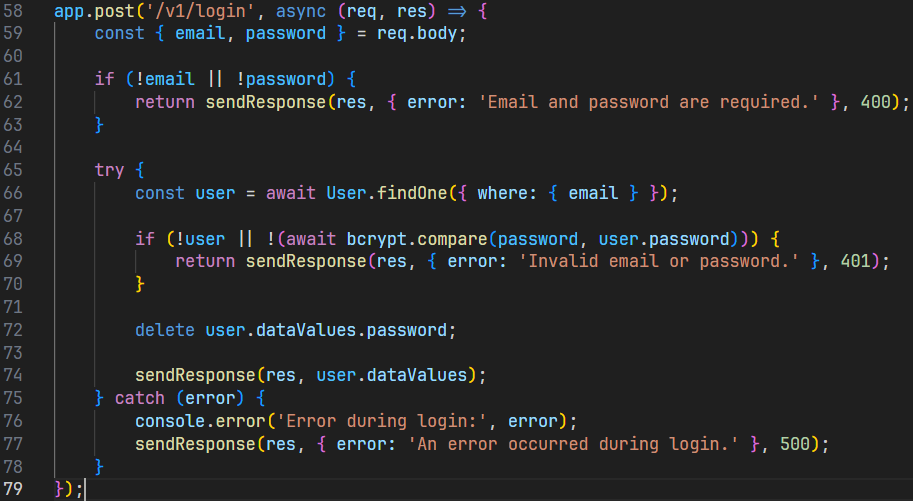 58 app.post('/v1/login', async (req, res) => {
59     const { email, password } = req.body;
60
61     if (!email || !password) {
62         return sendResponse(res, { error: 'Email and password are required.' }, 400);
63     }
64
65     try {
66         const user = await User.findOne({ where: { email } });
67
68         if (!user || !(await bcrypt.compare(password, user.password))) {
69             return sendResponse(res, { error: 'Invalid email or password.' }, 401);
70         }
71
72         delete user.dataValues.password;
73
74         sendResponse(res, user.dataValues);
75     } catch (error) {
76         console.error('Error during login:', error);
77         sendResponse(res, { error: 'An error occurred during login.' }, 500);
78     }
79 });